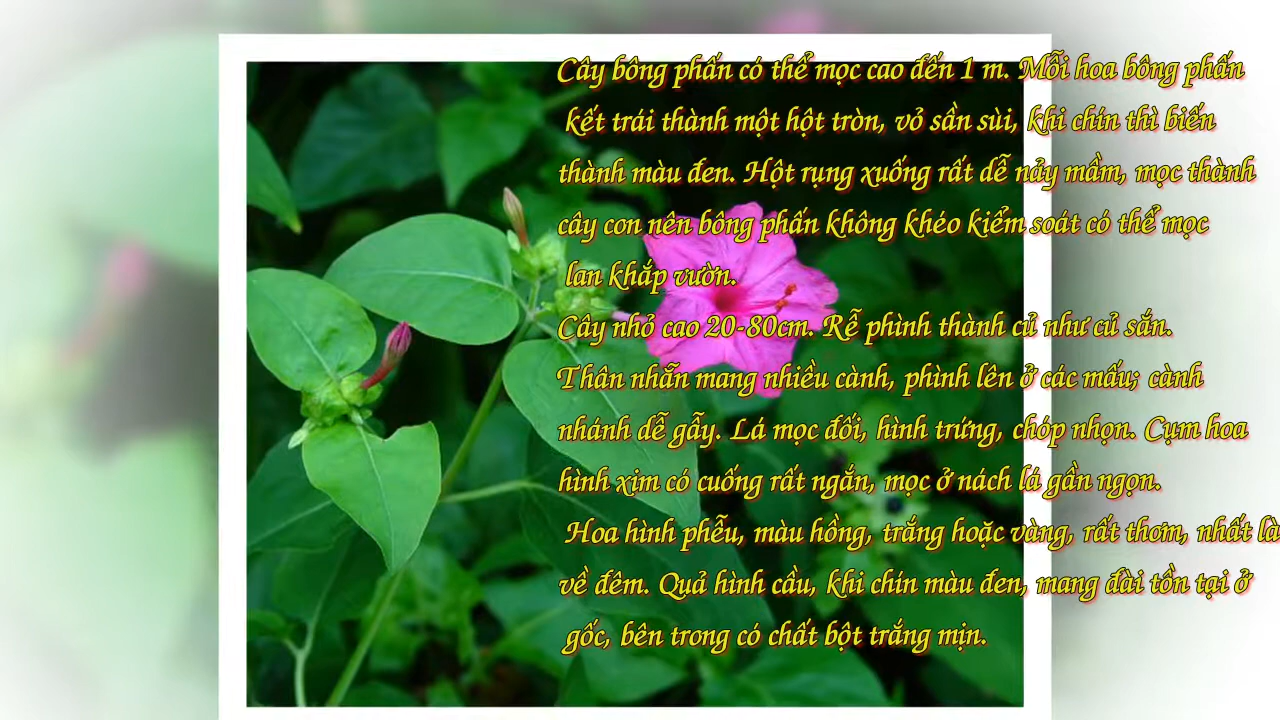 Cây bông phấn có thể mọc cao đến 1 m. Mỗi hoa bông phấn
kết trái thành một hột tròn, vỏ sần sùi, khi chín thì biến
thành màu đen. Hột rụng xuống rất dễ nảy mầm, mọc thành
cây con nên bông phấn không khéo kiểm soát có thể mọc
lan khắp vườn.
Cây nhỏ cao 20-80cm. Rễ phình thành củ như củ sắn.
Thân nhẵn mang nhiều cành, phình lên ở các mấu; cành
nhánh dễ gẫy. Lá mọc đối, hình trứng, chóp nhọn. Cụm hoa
hình xim có cuống rất ngắn, mọc ở nách lá gần ngọn.
Hoa hình phễu, màu hồng, trắng hoặc vàng, rất thơm, nhất là
về đêm. Quả hình cầu, khi chín màu đen, mang đài tồn tại ở
gốc, bên trong có chất bột trắng mịn.